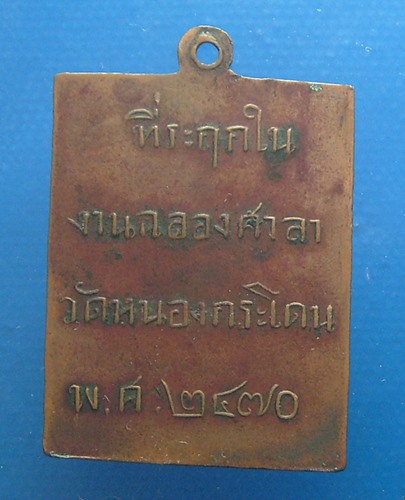 ที่ระฤกใน
งานฉลองศาลา
วัดหนองกระโดน
พ.ศ.๒๔๗๐